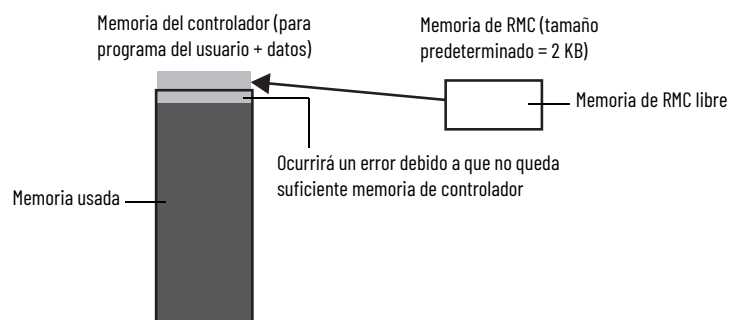 Memoria del controlador (para
programa del usuario + datos)
Memoria de RMC (tamaño
predeterminado = 2 KB)
Memoria de RMC libre
Ocurrirá un error debido a que no queda
suficiente memoria de controlador
Memoria usada